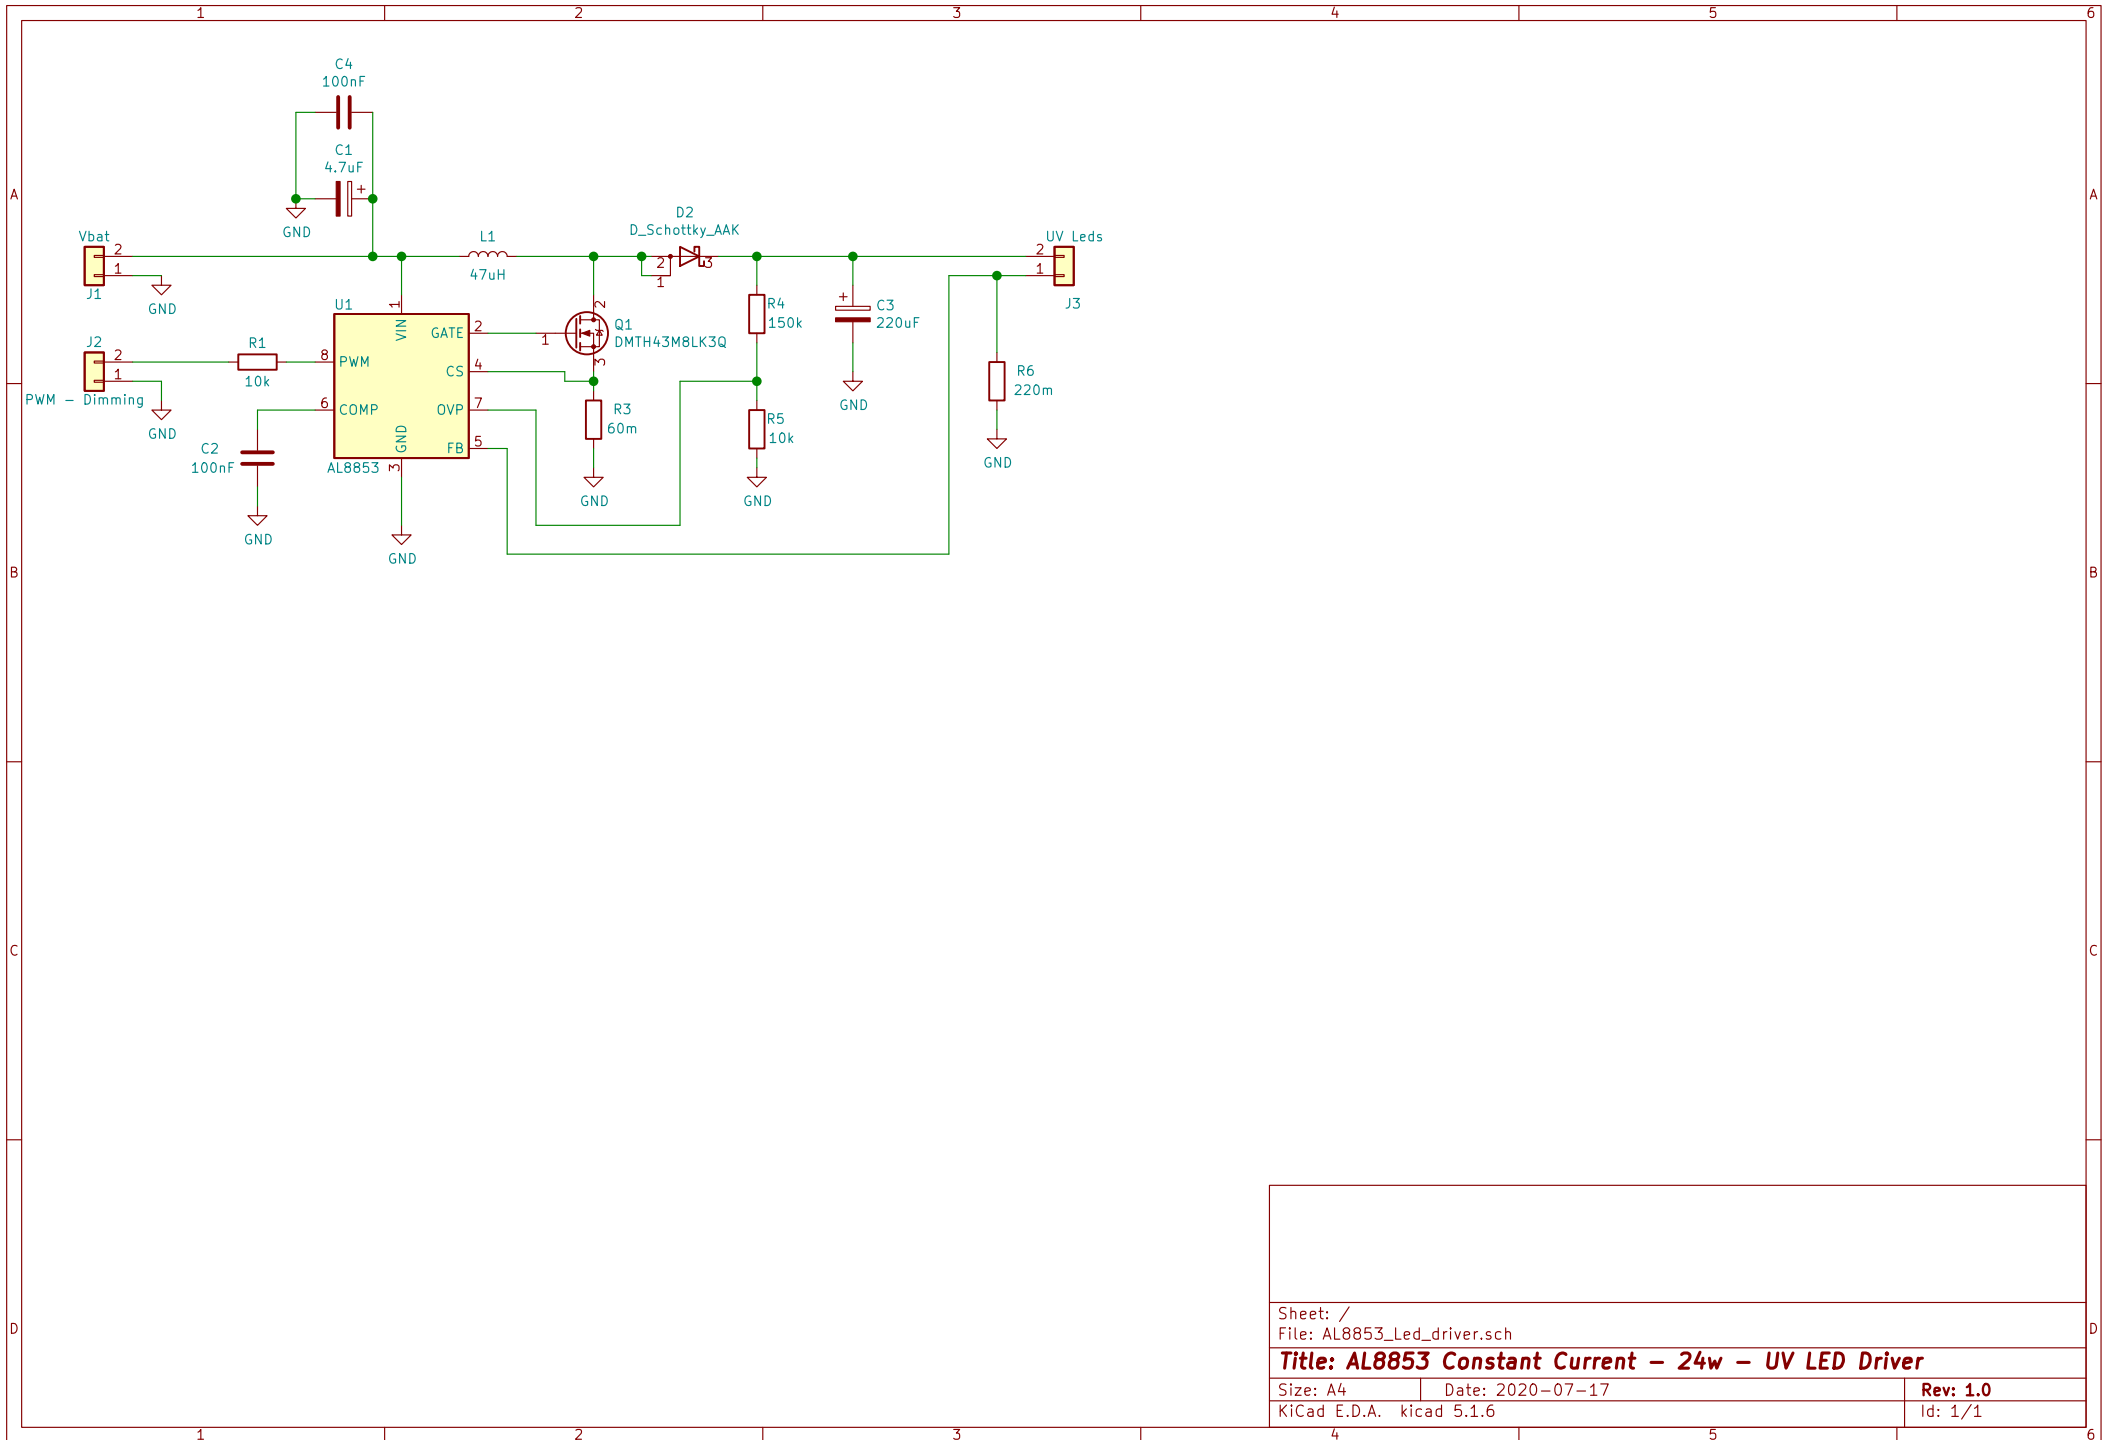 1 2 3 4 5 6
A
B
C
D
A
B
C
D
1 2 3 4 5 6
C4
100nF
C1
4.7uF
+
GND
Vbat
2
1
J1
GND
J2
2
1
PWM - Dimming
GND
R1
10k
C2
100nF
GND
U1
1
VIN
GATE 2
8 PWM
CS 4
6 COMP
OVP 7
GND
FB 5
3
AL8853
GND
L1
47uH
2
Q1
1
DMTH43M8LK3Q
3
R3
60m
GND
D2
D_Schottky_AAK
2
3
1
R4
150k
R5
10k
GND
+
C3
220uF
GND
UV Leds
2
1
J3
R6
220m
GND
Sheet: /
File: AL8853_Led_driver.sch
Title: AL8853 Constant Current - 24w - UV LED Driver
Size: A4 Date: 2020-07-17 Rev: 1.0
KiCad E.D.A. kicad 5.1.6 Id: 1/1